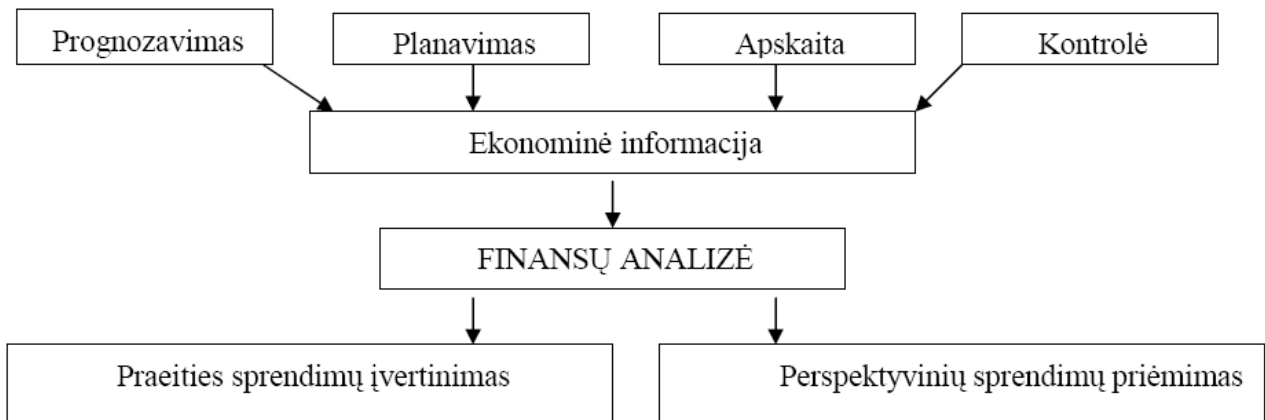 Prognozavimas
Planavimas
Apskaita
Kontrolė
Ekonominė informacija
FINANSŲ ANALIZĖ
Praeities sprendimų įvertinimas
Perspektyvinių sprendimų priėmimas